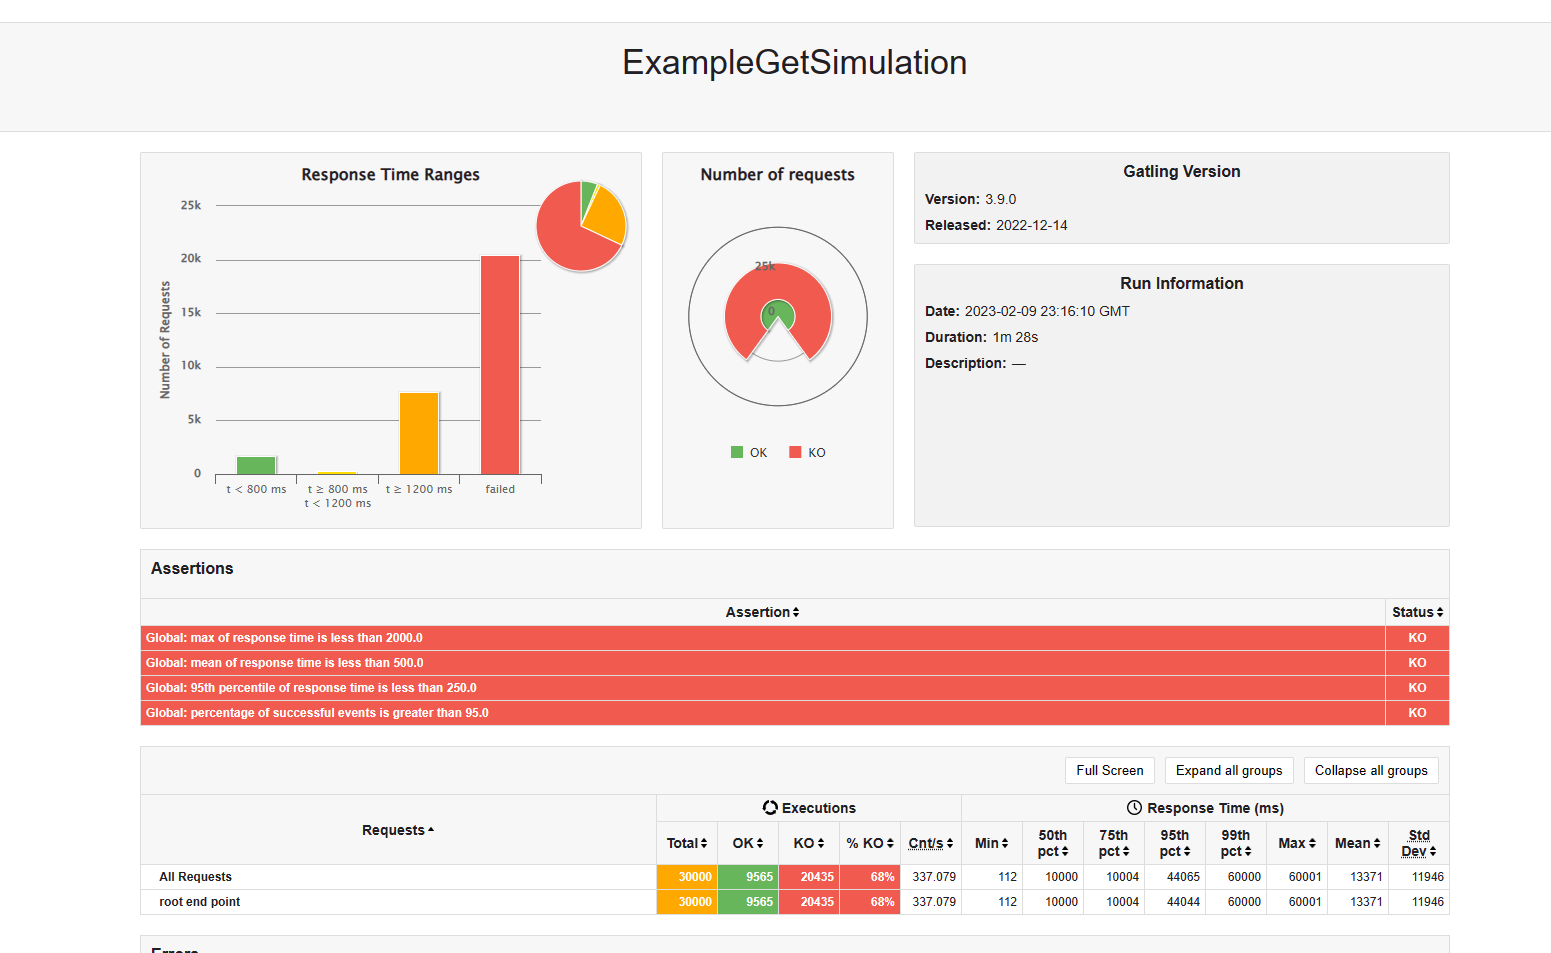 ExampleGetSimulation
Response Time Ranges
Number of Requests
25k
20k
15k
10k
5k
0
t < 800 ms
t ≥ 800 ms
t < 1200 ms
t ≥ 1200 ms
failed
Number of requests
25k
0
OK
KO
Gatling Version
Version: 3.9.0
Released: 2022-12-14
Run Information
Date: 2023-02-09 23:16:10 GMT
Duration: 1m 28s
Description: —
Assertions
Assertion Status
Global: max of response time is less than 2000.0 KO
Global: mean of response time is less than 500.0 KO
Global: 95th percentile of response time is less than 250.0 KO
Global: percentage of successful events is greater than 95.0 KO
Full Screen Expand all groups Collapse all groups
Requests Executions Response Time (ms)
Total OK KO % KO Cnt/s Min 50th pct 75th pct 95th pct 99th pct Max Mean Std Dev
All Requests 30000 9565 20435 68% 337.079 112 10000 10004 44065 60000 60001 13371 11946
root end point 30000 9565 20435 68% 337.079 112 10000 10004 44044 60000 60001 13371 11946
Errors